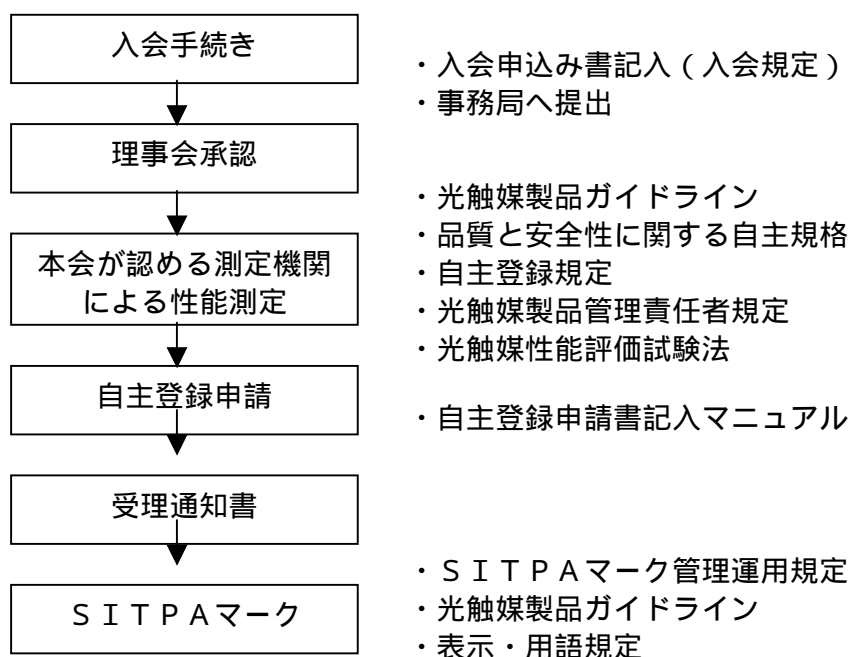 入会手続き
・入会申込み書記入（入会規定）
・事務局へ提出
理事会承認
・光触媒製品ガイドライン
・品質と安全性に関する自主規格
本会が認める測定機関
による性能測定
・自主登録規定
・光触媒製品管理責任者規定
・光触媒性能評価試験法
自主登録申請
・自主登録申請書記入マニュアル
受理通知書
ＳＩＴＰＡマーク
・ＳＩＴＰＡマーク管理運用規定
・光触媒製品ガイドライン
・表示・用語規定